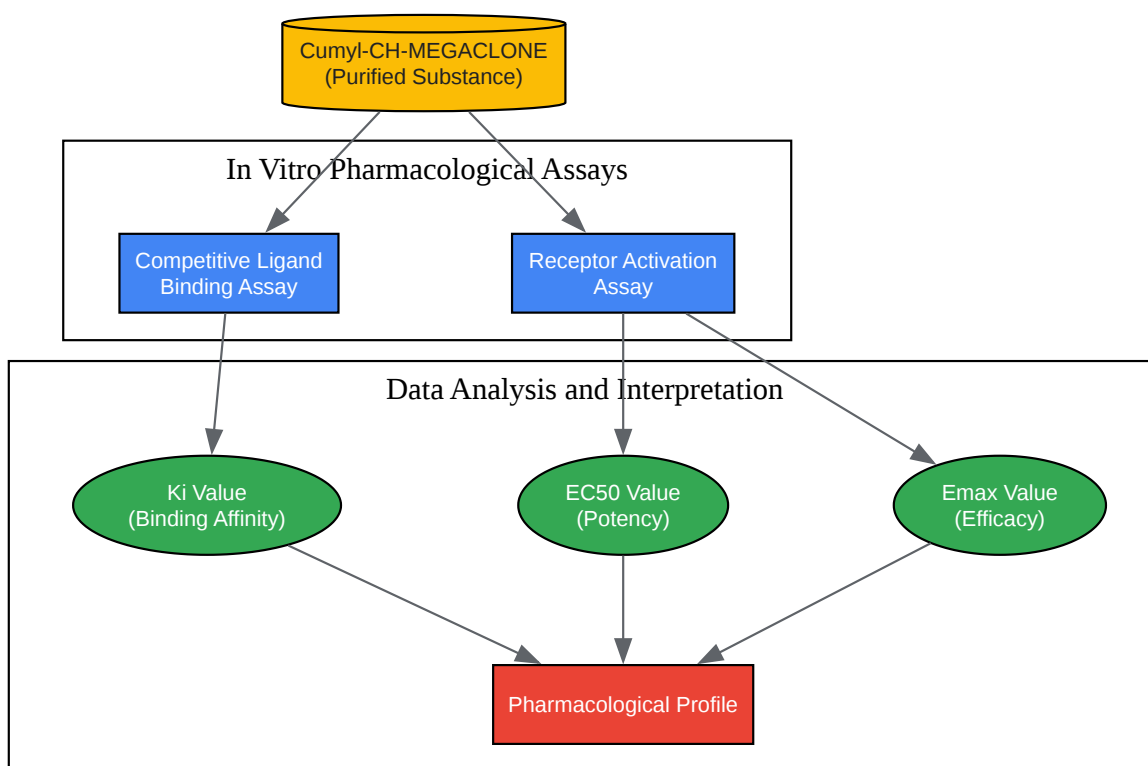 Cumyl-CH-MEGACLONE
(Purified Substance)
In Vitro Pharmacological Assays
Competitive Ligand
Binding Assay
Receptor Activation
Assay
Data Analysis and Interpretation
Ki Value
(Binding Affinity)
EC50 Value
(Potency)
Emax Value
(Efficacy)
Pharmacological Profile